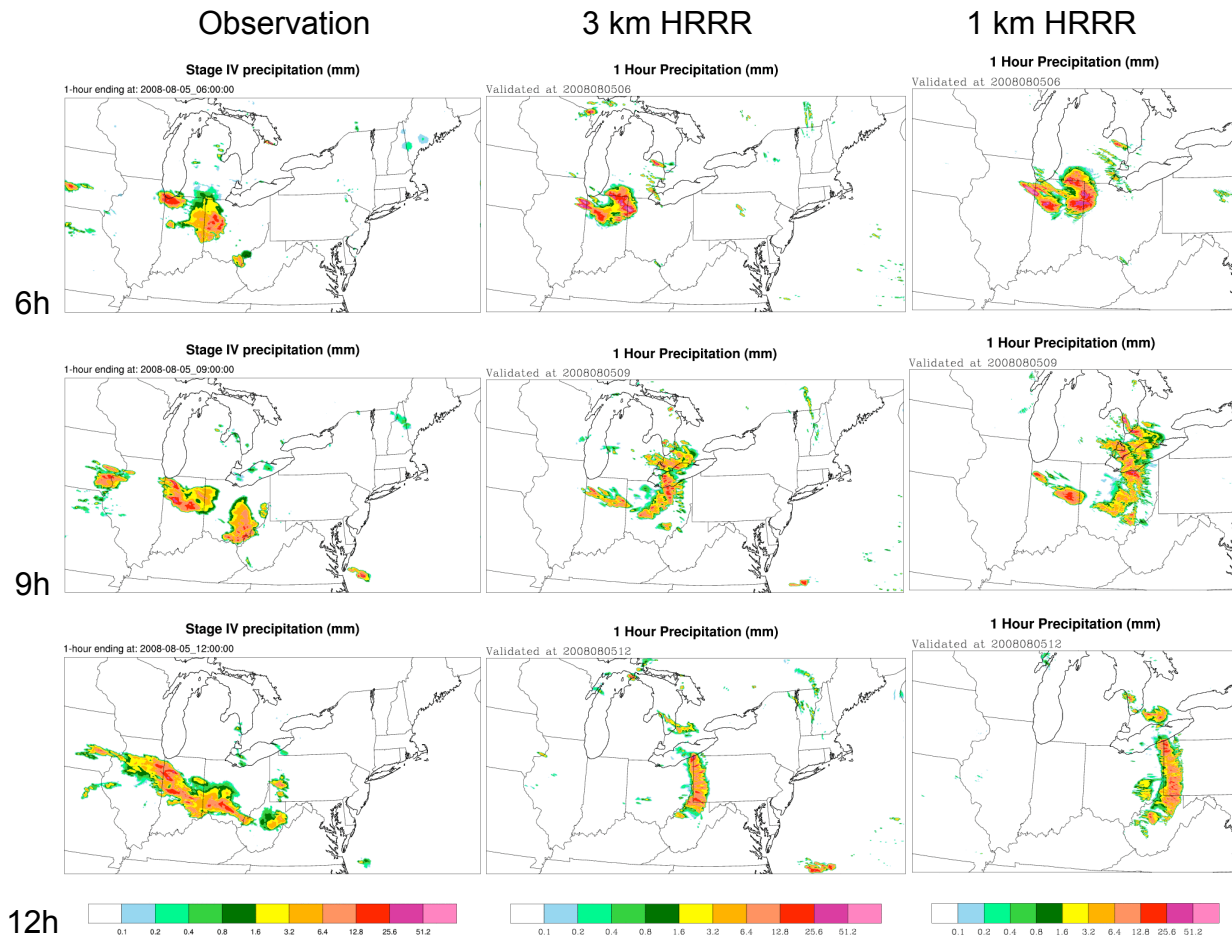 Observation
3 km HRRR
1 km HRRR
Stage IV precipitation (mm)
1-hour ending at: 2008-08-05_06:00:00
1 Hour Precipitation (mm)
Validated at 2008080506
1 Hour Precipitation (mm)
Validated at 2008080506
6h
Stage IV precipitation (mm)
1-hour ending at: 2008-08-05_09:00:00
1 Hour Precipitation (mm)
Validated at 2008080509
1 Hour Precipitation (mm)
Validated at 2008080509
9h
Stage IV precipitation (mm)
1-hour ending at: 2008-08-05_12:00:00
1 Hour Precipitation (mm)
Validated at 2008080512
1 Hour Precipitation (mm)
Validated at 2008080512
12h
0.1 0.2 0.4 0.8 1.6 3.2 6.4 12.8 25.6 51.2
0.1 0.2 0.4 0.8 1.6 3.2 6.4 12.8 25.6 51.2
0.1 0.2 0.4 0.8 1.6 3.2 6.4 12.8 25.6 51.2